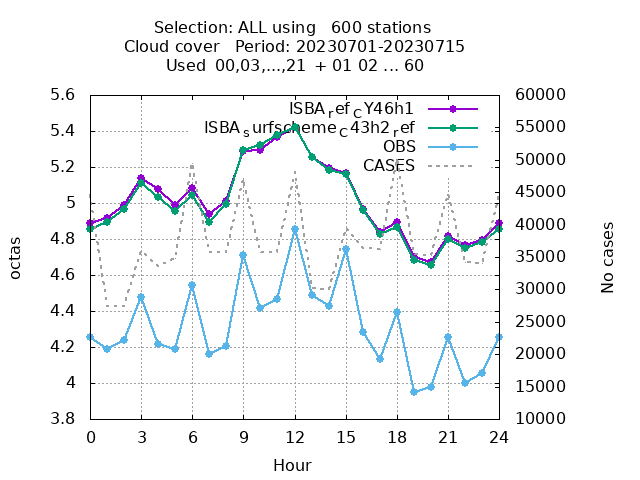 Selection: ALL using   600 stations
Cloud cover   Period: 20230701-20230715
Used  00,03,...,21  + 01 02 ... 60
5.6
5.4
5.2
5
4.8
4.6
4.4
4.2
4
3.8
octas
60000
55000
50000
45000
40000
35000
30000
25000
20000
15000
10000
No cases
ISBA_ref_CY46h1
ISBA_surfscheme_C43h2_ref
OBS
CASES
0 3 6 9 12 15 18 21 24
Hour